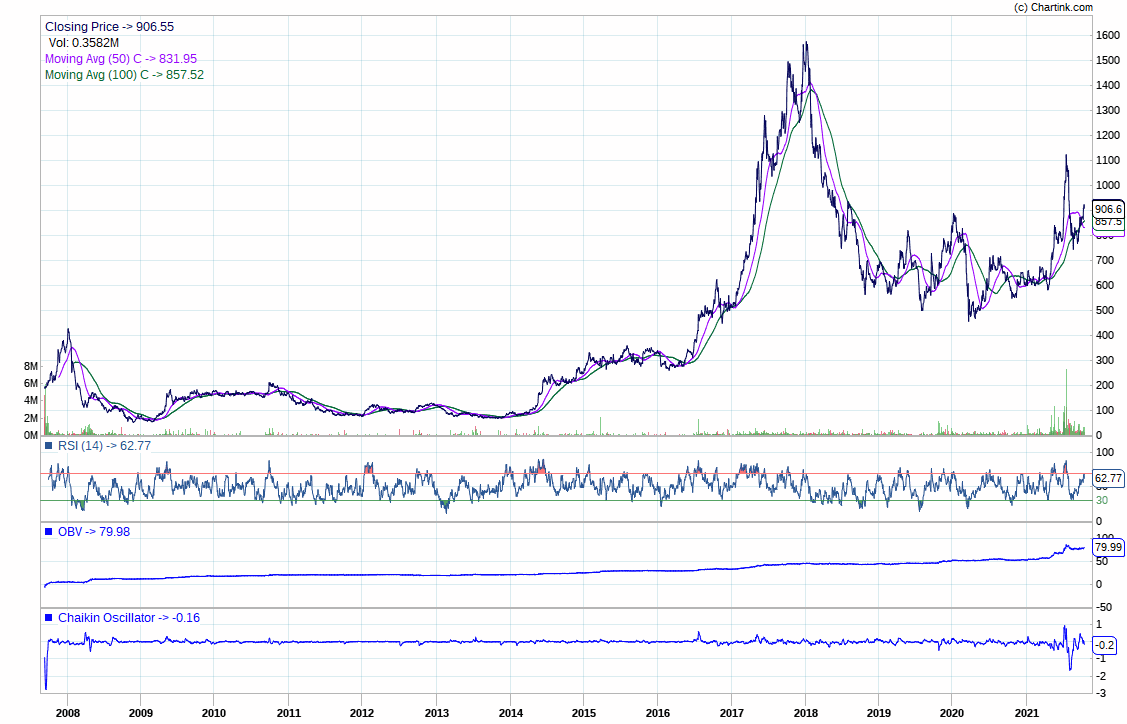 (c) Chartink.com
Closing Price -> 906.55
Vol: 0.3582M
Moving Avg (50) C -> 831.95
Moving Avg (100) C -> 857.52
1600
1500
1400
1300
1200
1100
1000
906.6
857.5
800
700
600
500
400
300
200
100
0
8M
6M
4M
2M
0M
RSI (14) -> 62.77
100
62.77
30
0
OBV -> 79.98
100
79.99
50
0
-50
Chaikin Oscillator -> -0.16
1
-0.2
-1
-2
-3
2008 2009 2010 2011 2012 2013 2014 2015 2016 2017 2018 2019 2020 2021